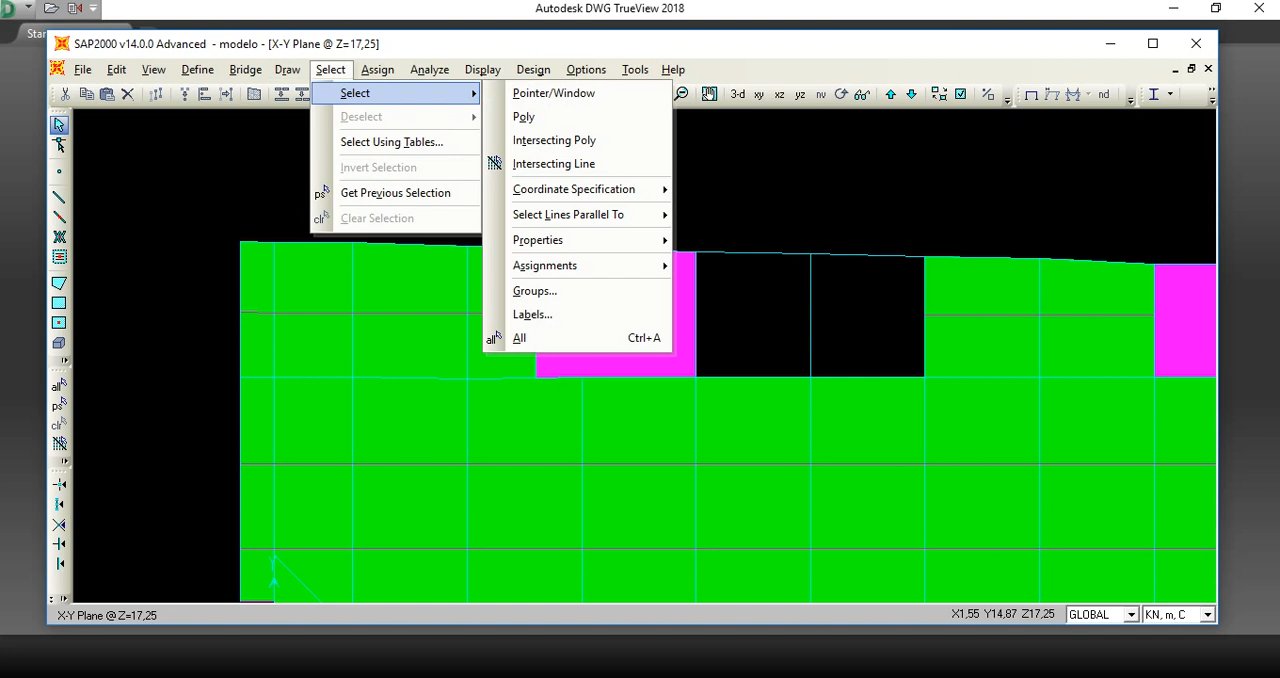 Autodesk DWG TrueView 2018
Star
SAP2000 v14.0.0 Advanced - modelo - [X-Y Plane @ Z=17,25]
File Edit View Define Bridge Draw Select Assign Analyze Display Design Options Tools Help
3-d xy xz yz nv nd
Select
Deselect
Select Using Tables...
Invert Selection
ps Get Previous Selection
clr Clear Selection
Pointer/Window
Poly
Intersecting Poly
Intersecting Line
Coordinate Specification
Select Lines Parallel To
Properties
Assignments
Groups...
Labels...
all All Ctrl+A
all
ps
clr
Y
X-Y Plane @ Z=17,25
X1,55 Y14,87 Z17,25
GLOBAL
KN, m, C